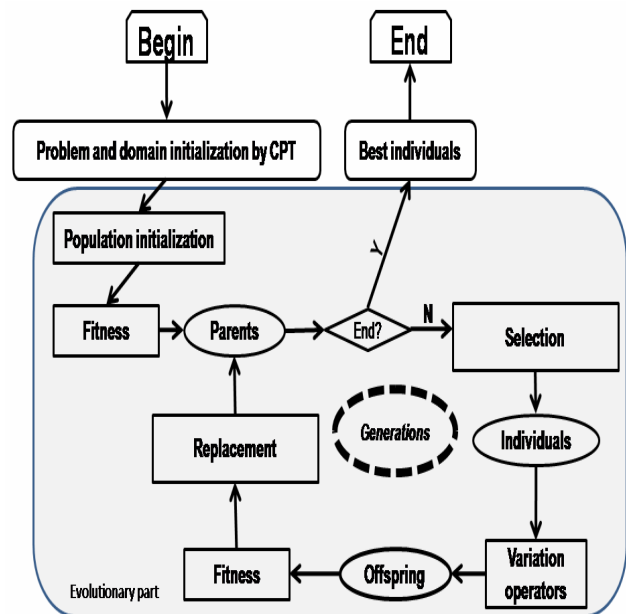 Begin
End
Problem and domain initialization by CPT
Best individuals
Population initialization
Y
Fitness
Parents
End?
N
Selection
Generations
Individuals
Replacement
Variation
operators
Offspring
Fitness
Evolutionary part